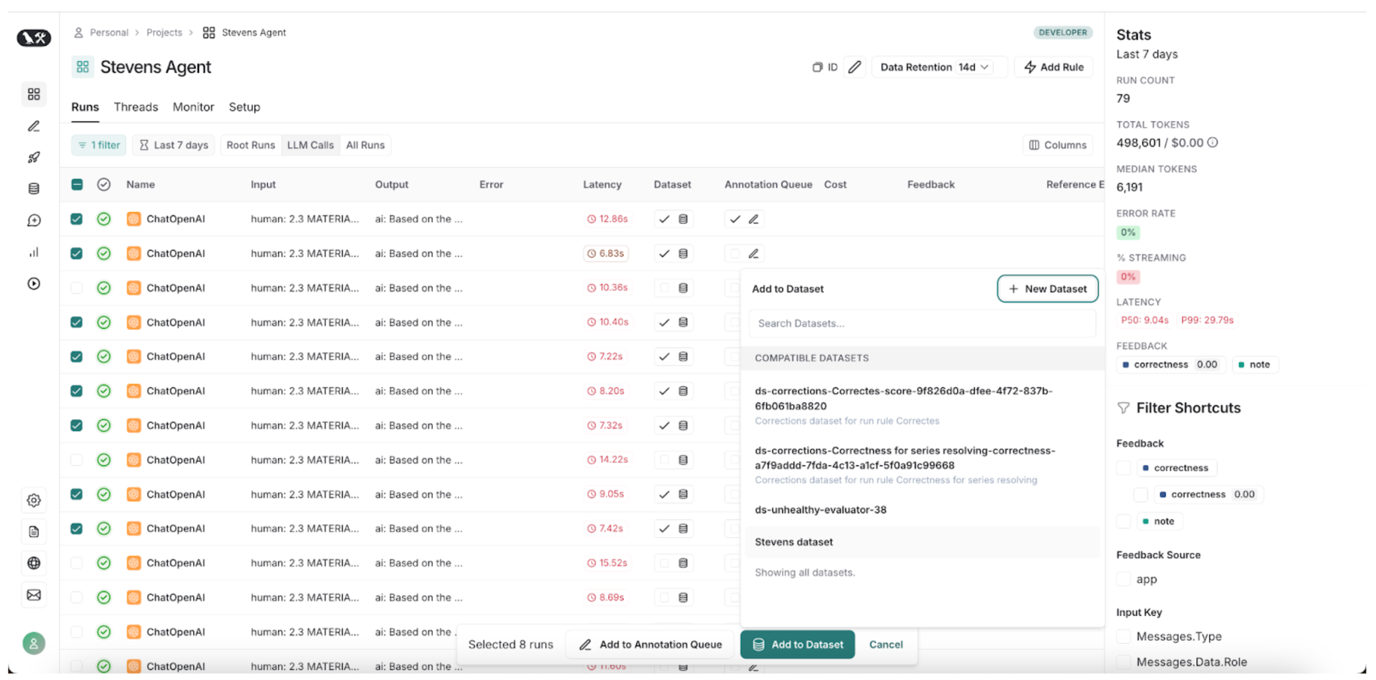 Personal > Projects > Stevens Agent
DEVELOPER
Stevens Agent
ID
Data Retention 14d
Add Rule
Runs Threads Monitor Setup
1 filter Last 7 days Root Runs LLM Calls All Runs
Columns
Name Input Output Error Latency Dataset Annotation Queue Cost Feedback Reference E
ChatOpenAI human: 2.3 MATERIA... ai: Based on the ... 12.86s
ChatOpenAI human: 2.3 MATERIA... ai: Based on the ... 6.83s
ChatOpenAI human: 2.3 MATERIA... ai: Based on the ... 10.36s
ChatOpenAI human: 2.3 MATERIA... ai: Based on the ... 10.40s
ChatOpenAI human: 2.3 MATERIA... ai: Based on the ... 7.22s
ChatOpenAI human: 2.3 MATERIA... ai: Based on the ... 8.20s
ChatOpenAI human: 2.3 MATERIA... ai: Based on the ... 7.32s
ChatOpenAI human: 2.3 MATERIA... ai: Based on the ... 14.22s
ChatOpenAI human: 2.3 MATERIA... ai: Based on the ... 9.05s
ChatOpenAI human: 2.3 MATERIA... ai: Based on the ... 7.42s
ChatOpenAI human: 2.3 MATERIA... ai: Based on the ... 15.52s
ChatOpenAI human: 2.3 MATERIA... ai: Based on the ... 8.69s
ChatOpenAI human: 2.3 MATERIA... ai: Based on the .
ChatOpenAI human: 2.3 MATERIA... ai: Based on the ... 11.60s
Add to Dataset
+ New Dataset
Search Datasets...
COMPATIBLE DATASETS
ds-corrections-Correctes-score-9f826d0a-dfee-4f72-837b-
6fb061ba8820
Corrections dataset for run rule Correctes
ds-corrections-Correctness for series resolving-correctness-
a7f9addd-7fda-4c13-a1cf-5f0a91c99668
Corrections dataset for run rule Correctness for series resolving
ds-unhealthy-evaluator-38
Stevens dataset
Showing all datasets.
Selected 8 runs Add to Annotation Queue Add to Dataset Cancel
Stats
Last 7 days
RUN COUNT
79
TOTAL TOKENS
498,601 / $0.00
MEDIAN TOKENS
6,191
ERROR RATE
0%
% STREAMING
0%
LATENCY
P50: 9.04s P99: 29.79s
FEEDBACK
correctness 0.00 note
Filter Shortcuts
Feedback
correctness
correctness 0.00
note
Feedback Source
app
Input Key
Messages.Type
Messages.Data.Role